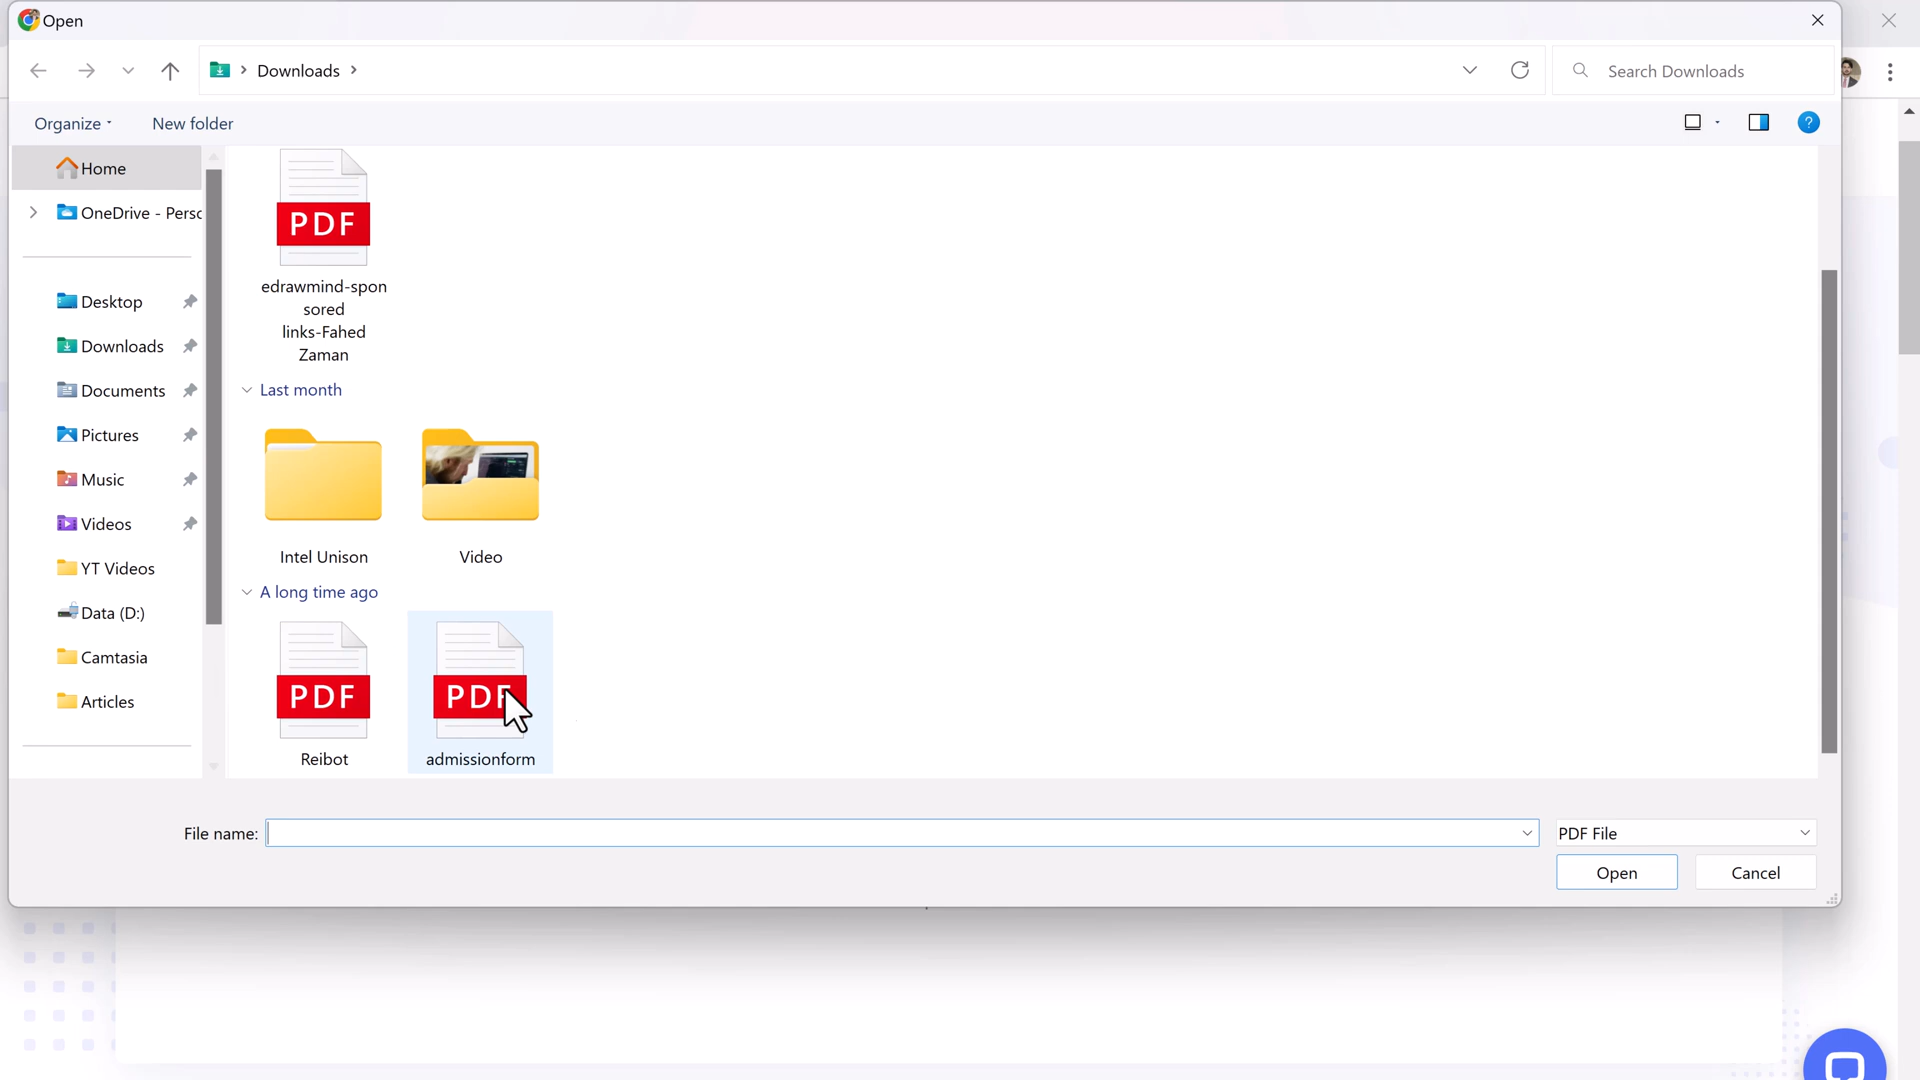 Open
Downloads
Search Downloads
Organize
New folder
?
Home
OneDrive - Persc
Desktop
Downloads
Documents
Pictures
Music
Videos
YT Videos
Data (D:)
Camtasia
Articles
PDF
edrawmind-spon
sored
links-Fahed
Zaman
Last month
Intel Unison
Video
A long time ago
PDF
Reibot
PDF
admissionform
File name:
PDF File
Open
Cancel